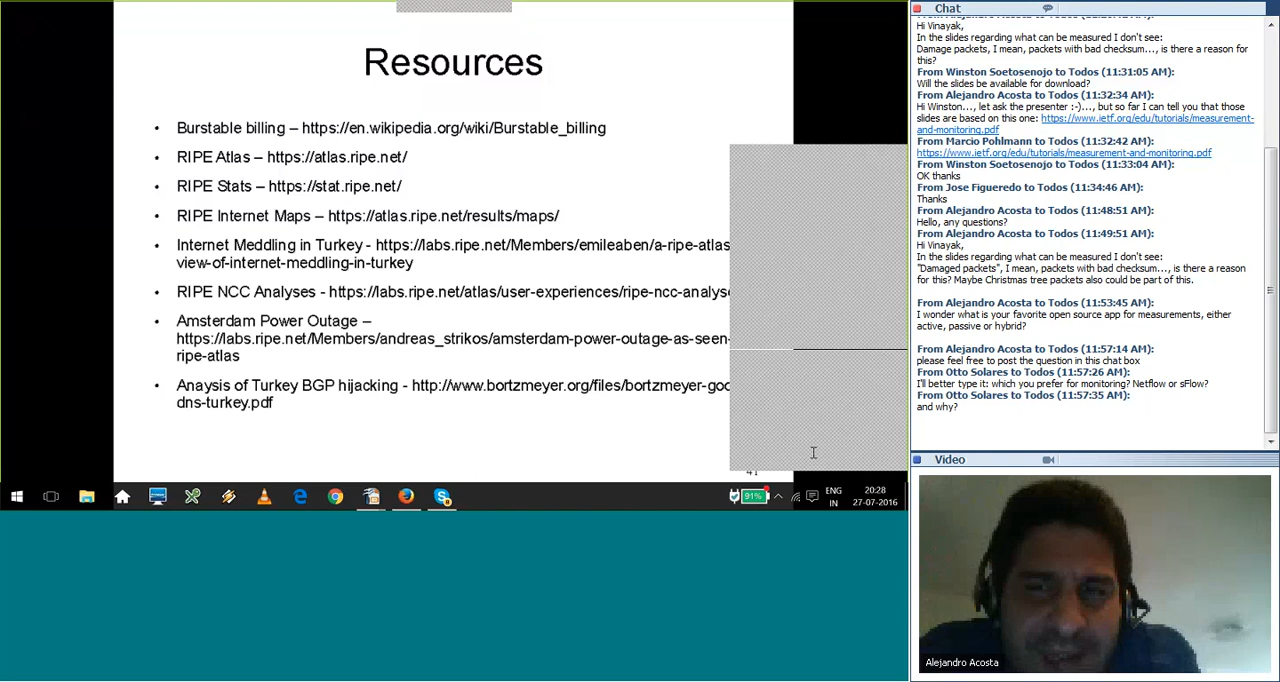 Resources
• Burstable billing – https://en.wikipedia.org/wiki/Burstable_billing
• RIPE Atlas – https://atlas.ripe.net/
• RIPE Stats – https://stat.ripe.net/
• RIPE Internet Maps – https://atlas.ripe.net/results/maps/
• Internet Meddling in Turkey - https://labs.ripe.net/Members/emileaben/a-ripe-atlas
view-of-internet-meddling-in-turkey
• RIPE NCC Analyses - https://labs.ripe.net/atlas/user-experiences/ripe-ncc-analys
• Amsterdam Power Outage –
https://labs.ripe.net/Members/andreas_strikos/amsterdam-power-outage-as-seen-
ripe-atlas
• Anaysis of Turkey BGP hijacking - http://www.bortzmeyer.org/files/bortzmeyer-goo
dns-turkey.pdf
41
91%
ENG
IN
20:28
27-07-2016
Chat
Hi Vinayak,
In the slides regarding what can be measured I don't see:
Damage packets, I mean, packets with bad checksum..., is there a reason for
this?
From Winston Soetosenojo to Todos (11:31:05 AM):
Will the slides be available for download?
From Alejandro Acosta to Todos (11:32:34 AM):
Hi Winston..., let ask the presenter :-)..., but so far I can tell you that those
slides are based on this one: https://www.ietf.org/edu/tutorials/measurement-
and-monitoring.pdf
From Marcio Pohlmann to Todos (11:32:42 AM):
https://www.ietf.org/edu/tutorials/measurement-and-monitoring.pdf
From Winston Soetosenojo to Todos (11:33:04 AM):
OK thanks
From Jose Figueredo to Todos (11:34:46 AM):
Thanks
From Alejandro Acosta to Todos (11:48:51 AM):
Hello, any questions?
From Alejandro Acosta to Todos (11:49:51 AM):
Hi Vinayak,
In the slides regarding what can be measured I don't see:
"Damaged packets", I mean, packets with bad checksum..., is there a reason
for this? Maybe Christmas tree packets also could be part of this.
From Alejandro Acosta to Todos (11:53:45 AM):
I wonder what is your favorite open source app for measurements, either
active, passive or hybrid?
From Alejandro Acosta to Todos (11:57:14 AM):
please feel free to post the question in this chat box
From Otto Solares to Todos (11:57:26 AM):
I'll better type it: which you prefer for monitoring? Netflow or sFlow?
From Otto Solares to Todos (11:57:35 AM):
and why?
Video
Alejandro Acosta